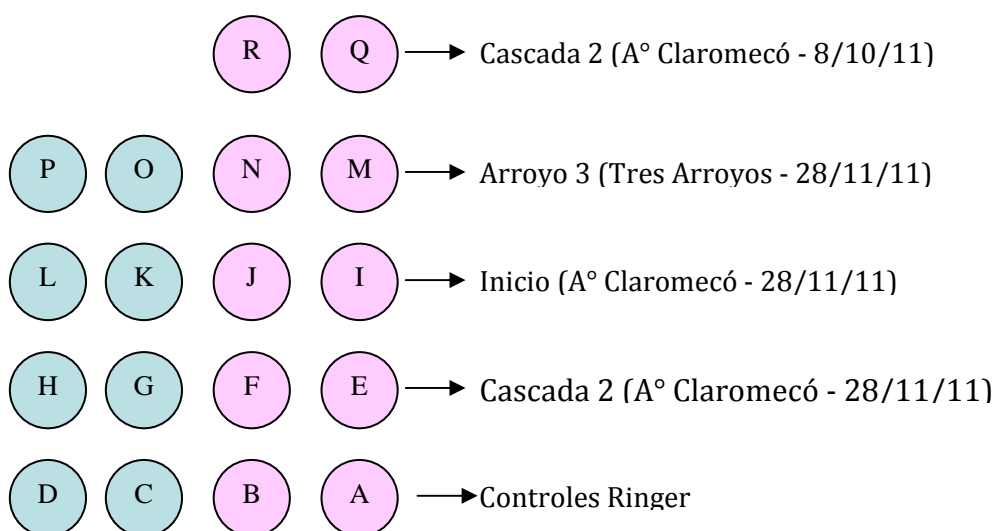 R Q Cascada 2 (A° Claromecó - 8/10/11)
P O N M Arroyo 3 (Tres Arroyos - 28/11/11)
L K J I Inicio (A° Claromecó - 28/11/11)
H G F E Cascada 2 (A° Claromecó - 28/11/11)
D C B A Controles Ringer